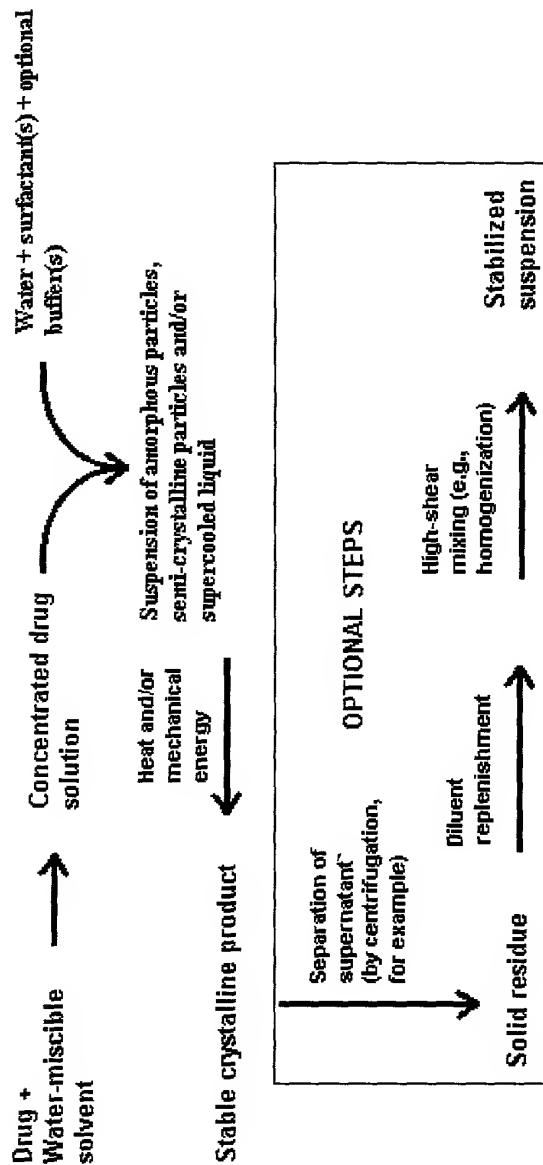 Drug +
Water-miscible
solvent
Concentrated drug
solution
Water + surfactant(s) + optional
buffer(s)
Suspension of amorphous particles,
semi-crystalline particles and/or
supercooled liquid
Heat and/or
mechanical
energy
Stable crystalline product
OPTIONAL STEPS
Separation of
supernatant
(by centrifugation,
for example)
Solid residue
Diluent
replenishment
High-shear
mixing (e.g.,
homogenization)
Stabilized
suspension